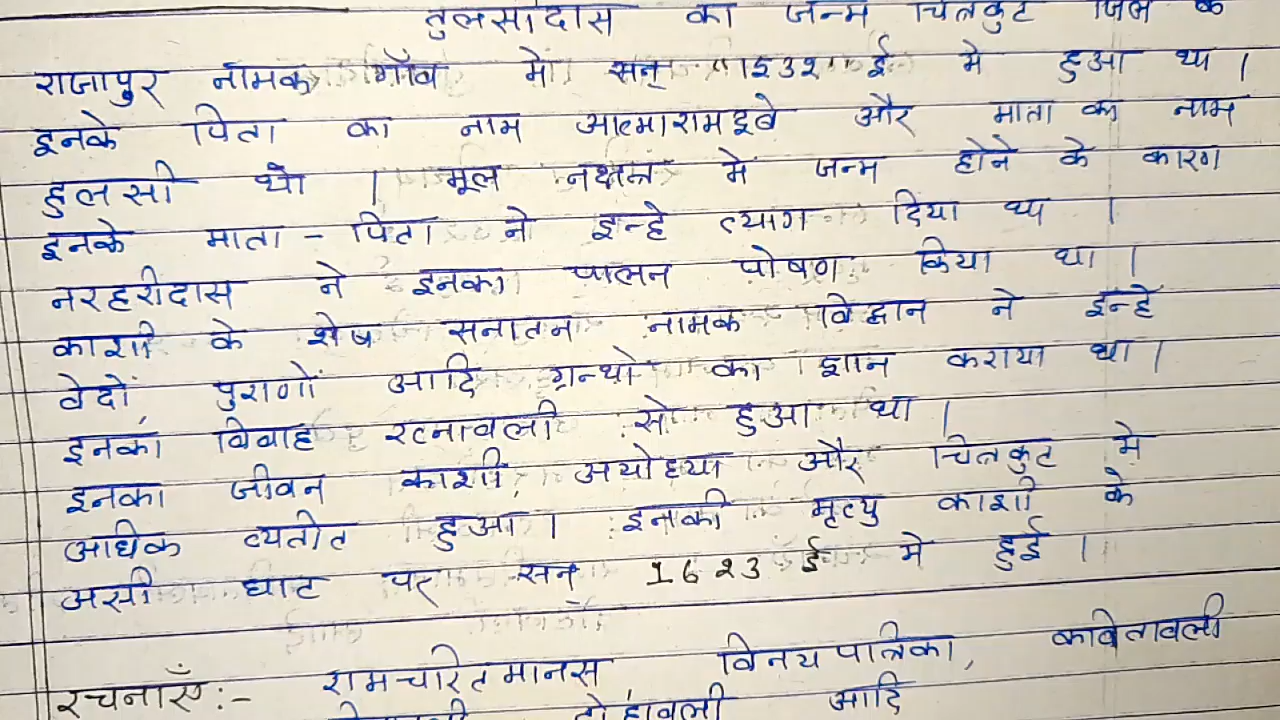 तुलसीदास का जन्म चित्रकुट जिले के
राजापुर नामक गाँव में सन् 1532 ई मे हुआ था ।
इनके पिता का नाम आत्माराम दूबे और माता का नाम
हुलसी थी । मूल नक्षत्र मे जन्म होने के कारण
इनके माता - पिता ने इन्हे त्याग दिया था ।
नरहरीदास ने इनका पालन पोषण किया था ।
काशी के शेष सनातन नामक विद्वान ने इन्हे
वेदों, पुराणों आदि ग्रन्थो का ज्ञान कराया था ।
इनका विवाह रत्नावली से हुआ था ।
इनका जीवन काशी, अयोध्या और चित्रकुट मे
अधिक व्यतीत हुआ । इनकी मृत्यु काशी के
असी घाट पर सन् 1623 ई मे हुई ।
रचनाएँ:- रामचरितमानस विनयपत्रिका, कवितावली
दोहावली आदि